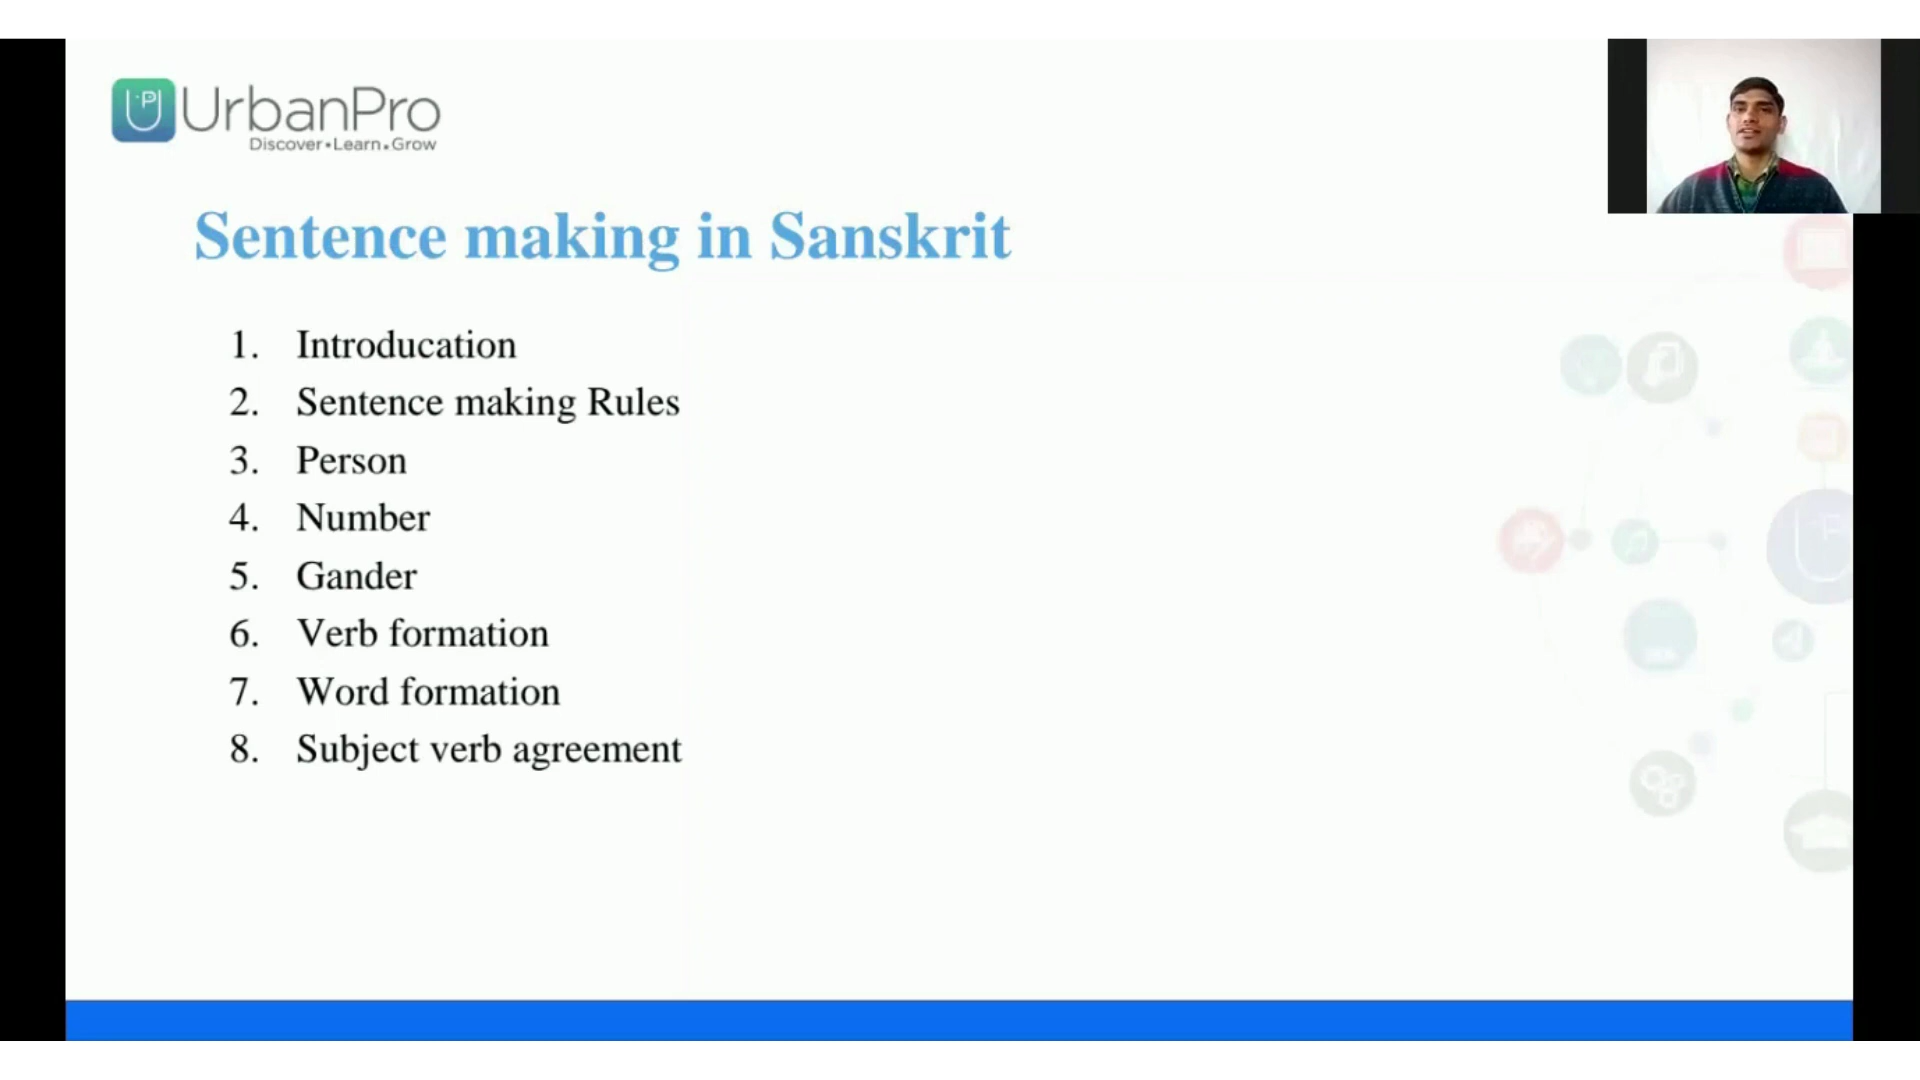 UrbanPro
Discover•Learn•Grow
Sentence making in Sanskrit
1. Introducation
2. Sentence making Rules
3. Person
4. Number
5. Gander
6. Verb formation
7. Word formation
8. Subject verb agreement